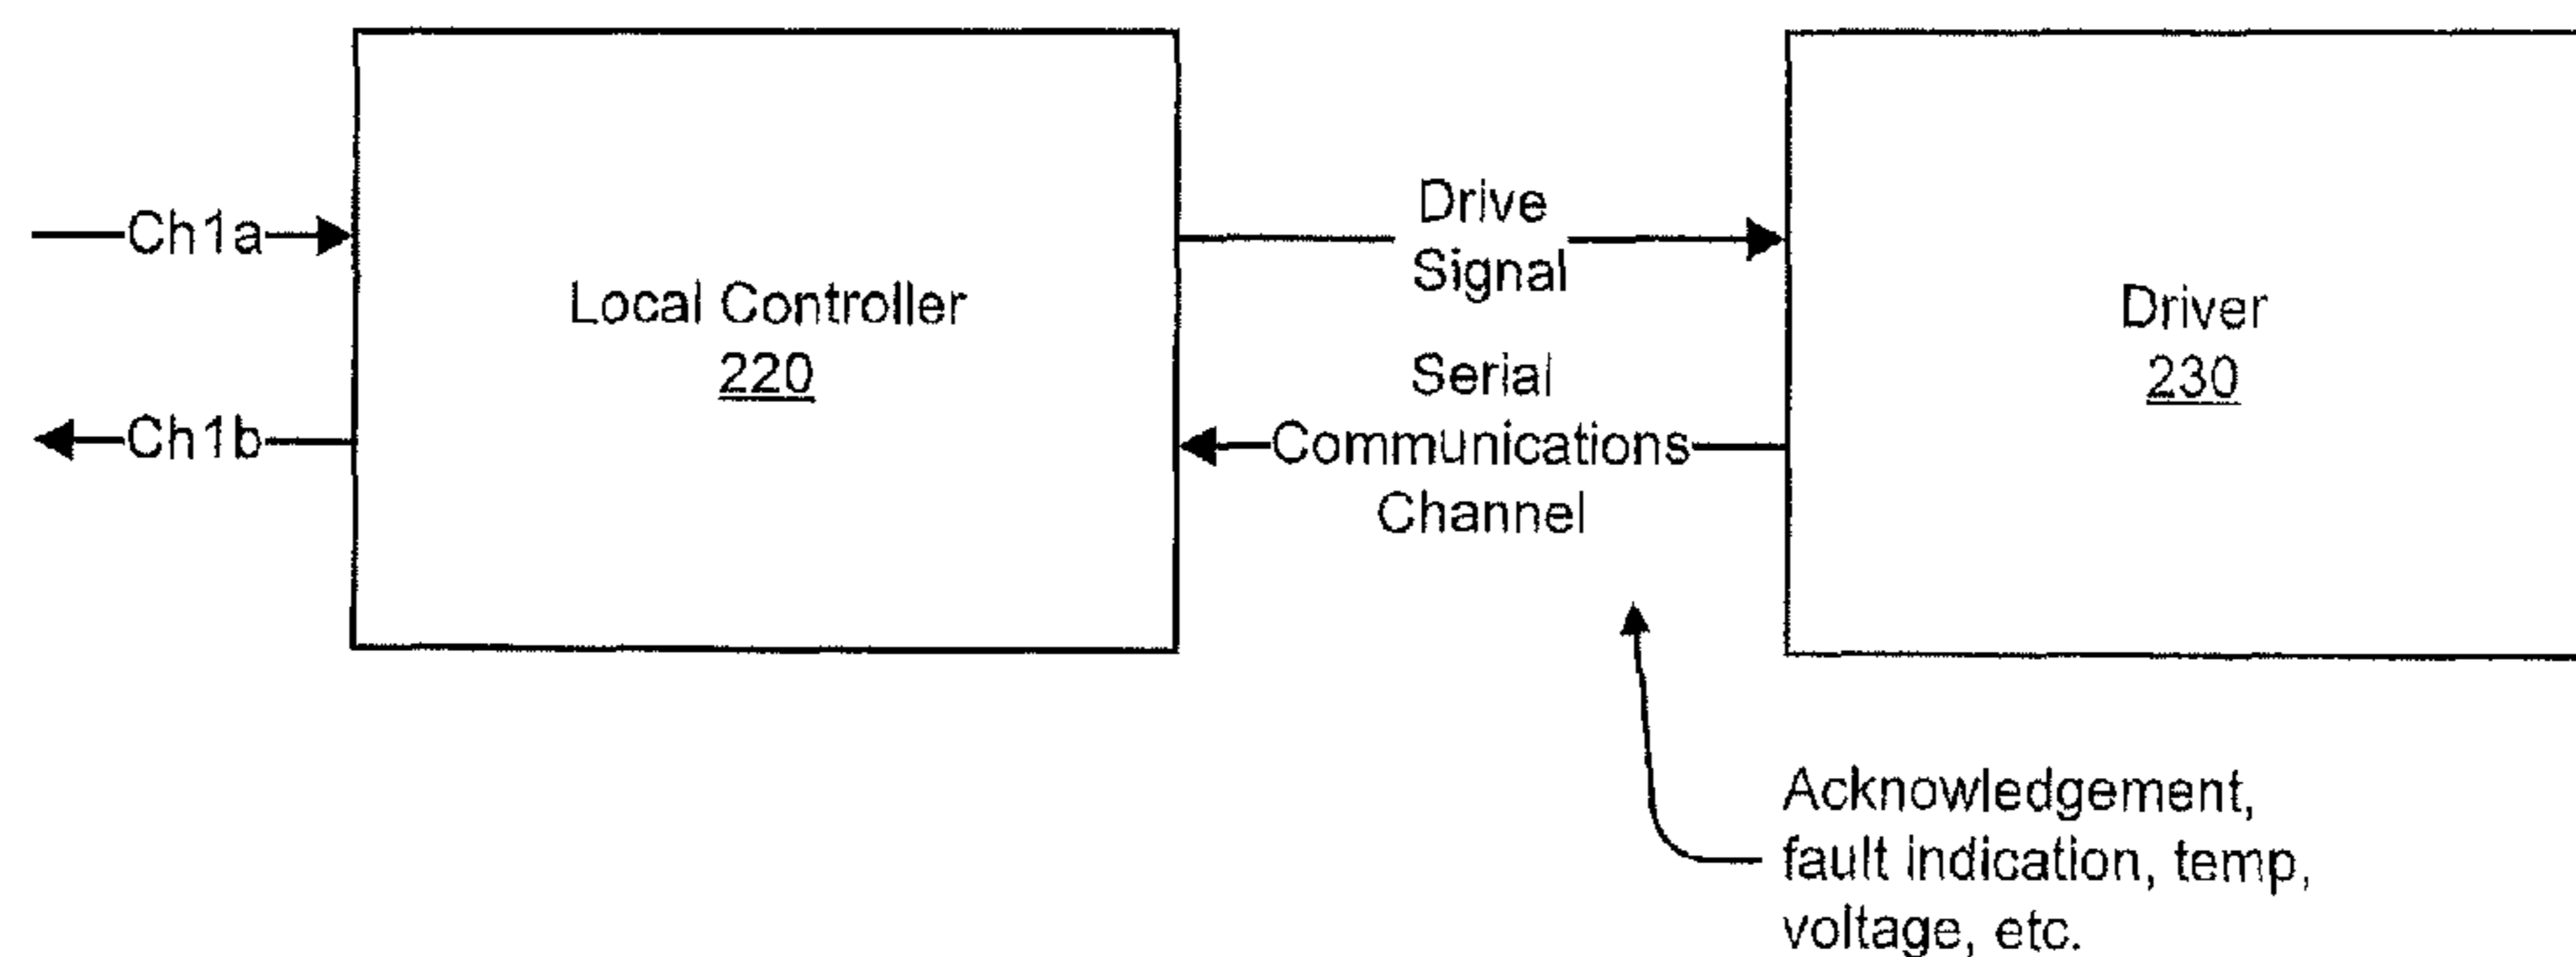 Ch1a
Ch1b
Local Controller
220
Drive
Signal
Serial
Communications
Channel
Driver
230
Acknowledgement,
fault indication, temp,
voltage, etc.